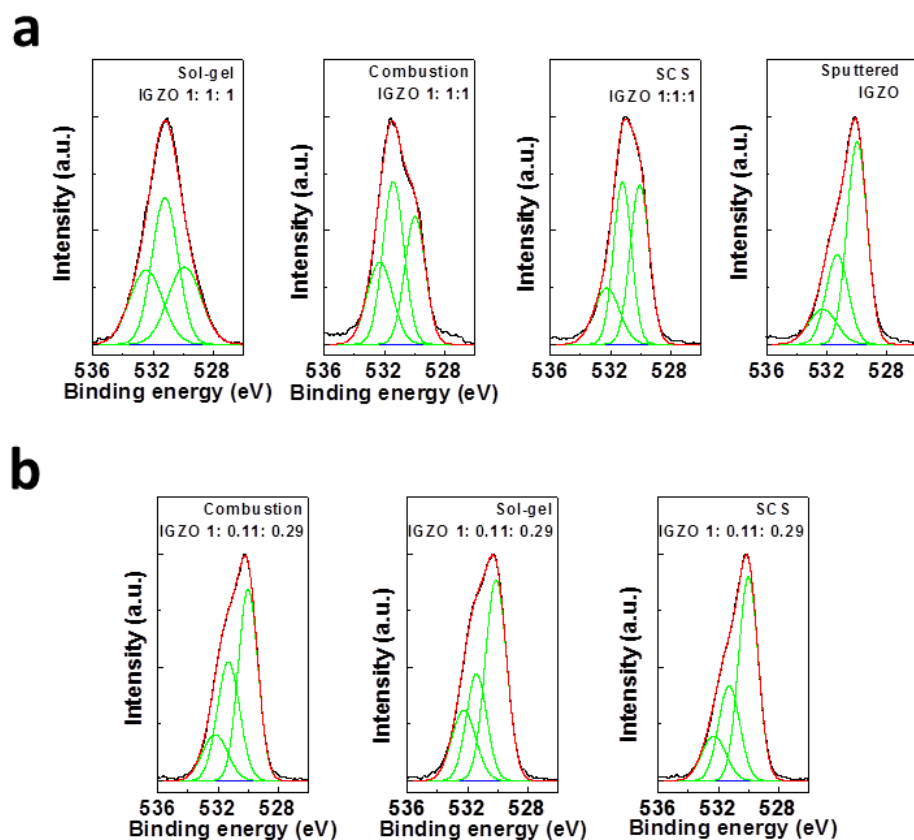 a
Sol-gel
IGZO 1: 1: 1
Intensity (a.u.)
536 532 528
Binding energy (eV)
Combustion
IGZO 1: 1:1
Intensity (a.u.)
536 532 528
Binding energy (eV)
SCS
IGZO 1:1:1
Intensity (a.u.)
536 532 528
Binding energy (eV)
Sputtered
IGZO
Intensity (a.u.)
536 532 528
Binding energy (eV)
b
Combustion
IGZO 1: 0.11: 0.29
Intensity (a.u.)
536 532 528
Binding energy (eV)
Sol-gel
IGZO 1: 0.11: 0.29
Intensity (a.u.)
536 532 528
Binding energy (eV)
SCS
IGZO 1: 0.11: 0.29
Intensity (a.u.)
536 532 528
Binding energy (eV)